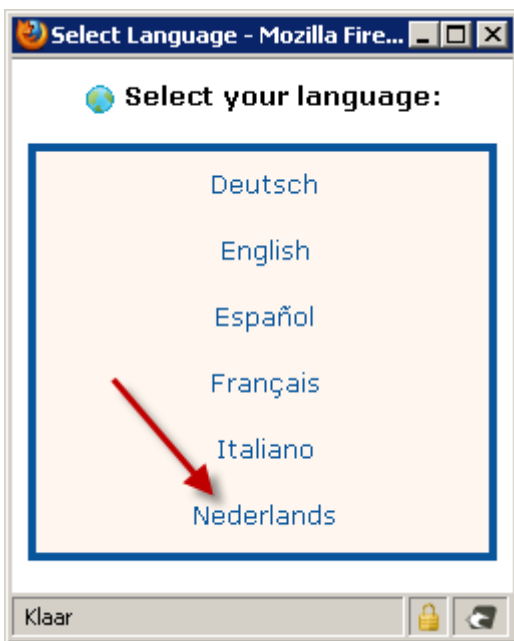 Select Language - Mozilla Fire...
Select your language:
Deutsch
English
Español
Français
Italiano
Nederlands
Klaar